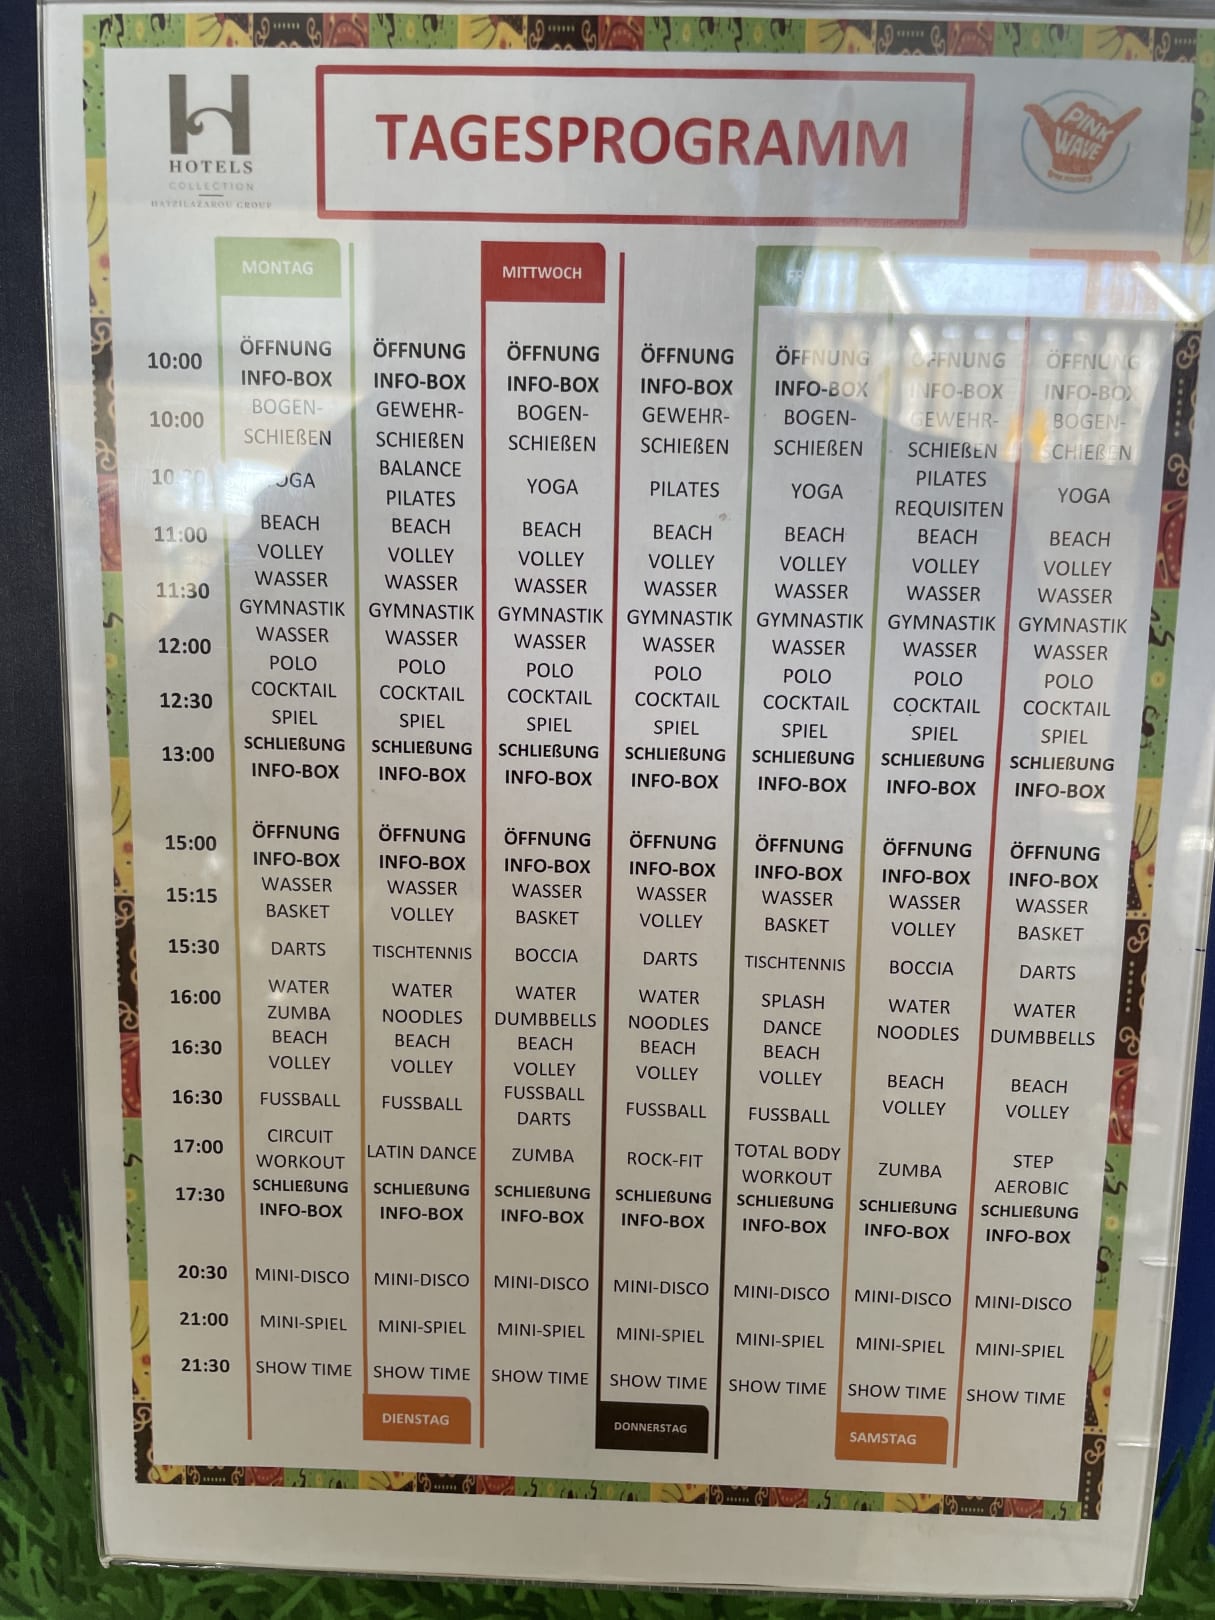 H
HOTELS
COLLECTION
HATZILAZAROU GROUP
TAGESPROGRAMM
PINK
WAVE
MONTAG MITTWOCH
10:00 ÖFFNUNG ÖFFNUNG ÖFFNUNG ÖFFNUNG ÖFFNUNG ÖFFNUNG ÖFFNUNG
INFO-BOX INFO-BOX INFO-BOX INFO-BOX INFO-BOX INFO-BOX INFO-BOX
10:00 BOGEN- GEWEHR- BOGEN- GEWEHR- BOGEN- GEWEHR- BOGEN-
SCHIEßEN SCHIEßEN SCHIEßEN SCHIEßEN SCHIEßEN SCHIEßEN SCHIEßEN
BALANCE PILATES
YOGA PILATES YOGA PILATES YOGA REQUISITEN YOGA
11:00 BEACH BEACH BEACH BEACH BEACH BEACH BEACH
VOLLEY VOLLEY VOLLEY VOLLEY VOLLEY VOLLEY VOLLEY
11:30 WASSER WASSER WASSER WASSER WASSER WASSER WASSER
GYMNASTIK GYMNASTIK GYMNASTIK GYMNASTIK GYMNASTIK GYMNASTIK GYMNASTIK
12:00 WASSER WASSER WASSER WASSER WASSER WASSER WASSER
POLO POLO POLO POLO POLO POLO POLO
12:30 COCKTAIL COCKTAIL COCKTAIL COCKTAIL COCKTAIL COCKTAIL COCKTAIL
SPIEL SPIEL SPIEL SPIEL SPIEL SPIEL SPIEL
13:00 SCHLIEßUNG SCHLIEßUNG SCHLIEßUNG SCHLIEßUNG SCHLIEßUNG SCHLIEßUNG SCHLIEßUNG
INFO-BOX INFO-BOX INFO-BOX INFO-BOX INFO-BOX INFO-BOX INFO-BOX
15:00 ÖFFNUNG ÖFFNUNG ÖFFNUNG ÖFFNUNG ÖFFNUNG ÖFFNUNG ÖFFNUNG
INFO-BOX INFO-BOX INFO-BOX INFO-BOX INFO-BOX INFO-BOX INFO-BOX
15:15 WASSER WASSER WASSER WASSER WASSER WASSER WASSER
BASKET VOLLEY BASKET VOLLEY BASKET VOLLEY BASKET
15:30 DARTS TISCHTENNIS BOCCIA DARTS TISCHTENNIS BOCCIA DARTS
16:00 WATER WATER WATER WATER SPLASH WATER WATER
ZUMBA NOODLES DUMBBELLS NOODLES DANCE NOODLES DUMBBELLS
16:30 BEACH BEACH BEACH BEACH BEACH BEACH BEACH
VOLLEY VOLLEY VOLLEY VOLLEY VOLLEY VOLLEY VOLLEY
16:30 FUSSBALL FUSSBALL FUSSBALL FUSSBALL FUSSBALL
DARTS
17:00 CIRCUIT LATIN DANCE ZUMBA ROCK-FIT TOTAL BODY ZUMBA STEP
WORKOUT WORKOUT AEROBIC
17:30 SCHLIEßUNG SCHLIEßUNG SCHLIEßUNG SCHLIEßUNG SCHLIEßUNG SCHLIEßUNG SCHLIEßUNG
INFO-BOX INFO-BOX INFO-BOX INFO-BOX INFO-BOX INFO-BOX INFO-BOX
20:30 MINI-DISCO MINI-DISCO MINI-DISCO MINI-DISCO MINI-DISCO MINI-DISCO MINI-DISCO
21:00 MINI-SPIEL MINI-SPIEL MINI-SPIEL MINI-SPIEL MINI-SPIEL MINI-SPIEL MINI-SPIEL
21:30 SHOW TIME SHOW TIME SHOW TIME SHOW TIME SHOW TIME SHOW TIME SHOW TIME
DIENSTAG DONNERSTAG SAMSTAG